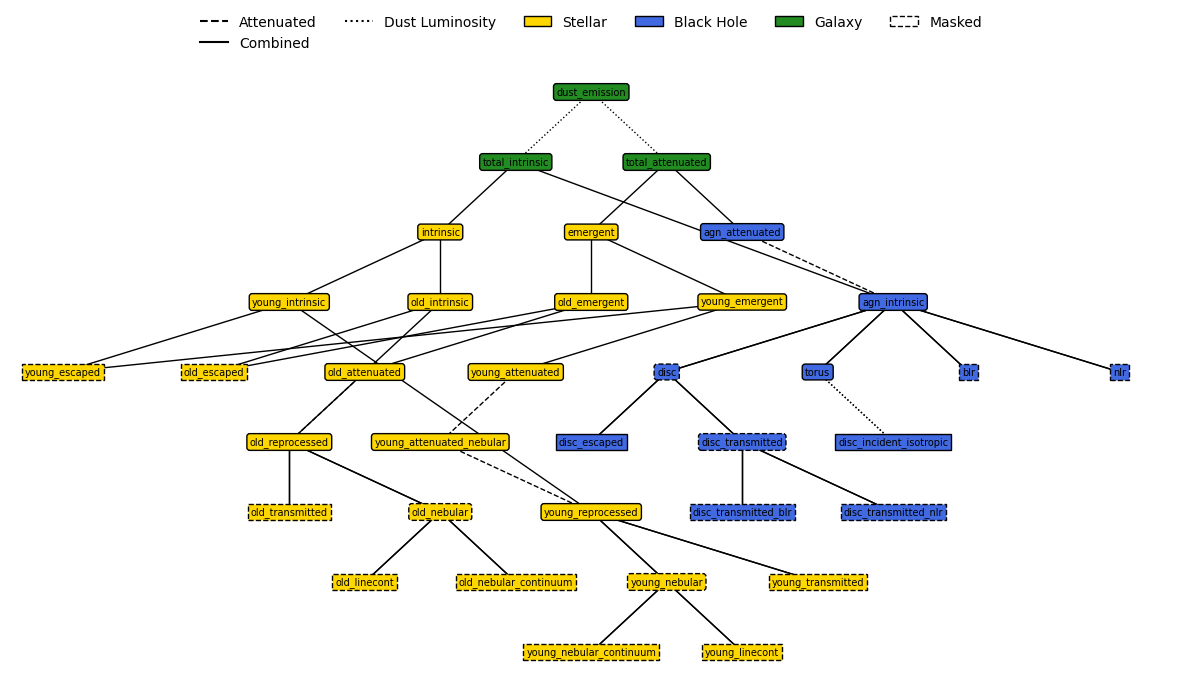 Attenuated Dust Luminosity Stellar Black Hole Galaxy Masked
Combined
dust_emission
total_intrinsic total_attenuated
intrinsic emergent agn_attenuated
young_intrinsic old_intrinsic old_emergent young_emergent agn_intrinsic
young_escaped old_escaped old_attenuated young_attenuated disc torus blr nlr
old_reprocessed young_attenuated_nebular disc_escaped disc_transmitted disc_incident_isotropic
old_transmitted old_nebular young_reprocessed disc_transmitted_blr disc_transmitted_nlr
old_linecont old_nebular_continuum young_nebular young_transmitted
young_nebular_continuum young_linecont